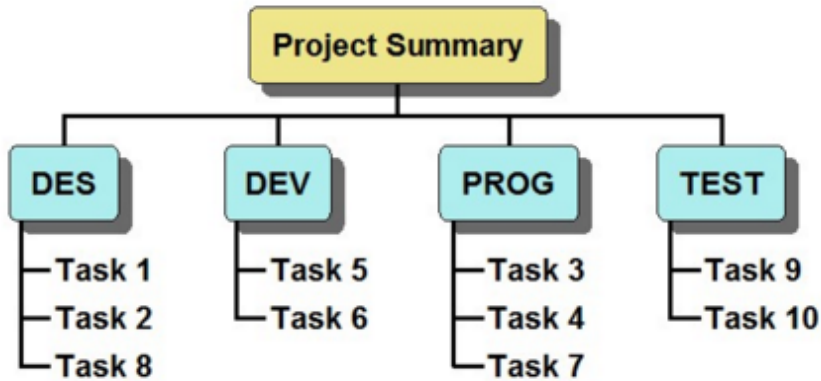 Project Summary
DES
Task 1
Task 2
Task 8
DEV
Task 5
Task 6
PROG
Task 3
Task 4
Task 7
TEST
Task 9
Task 10